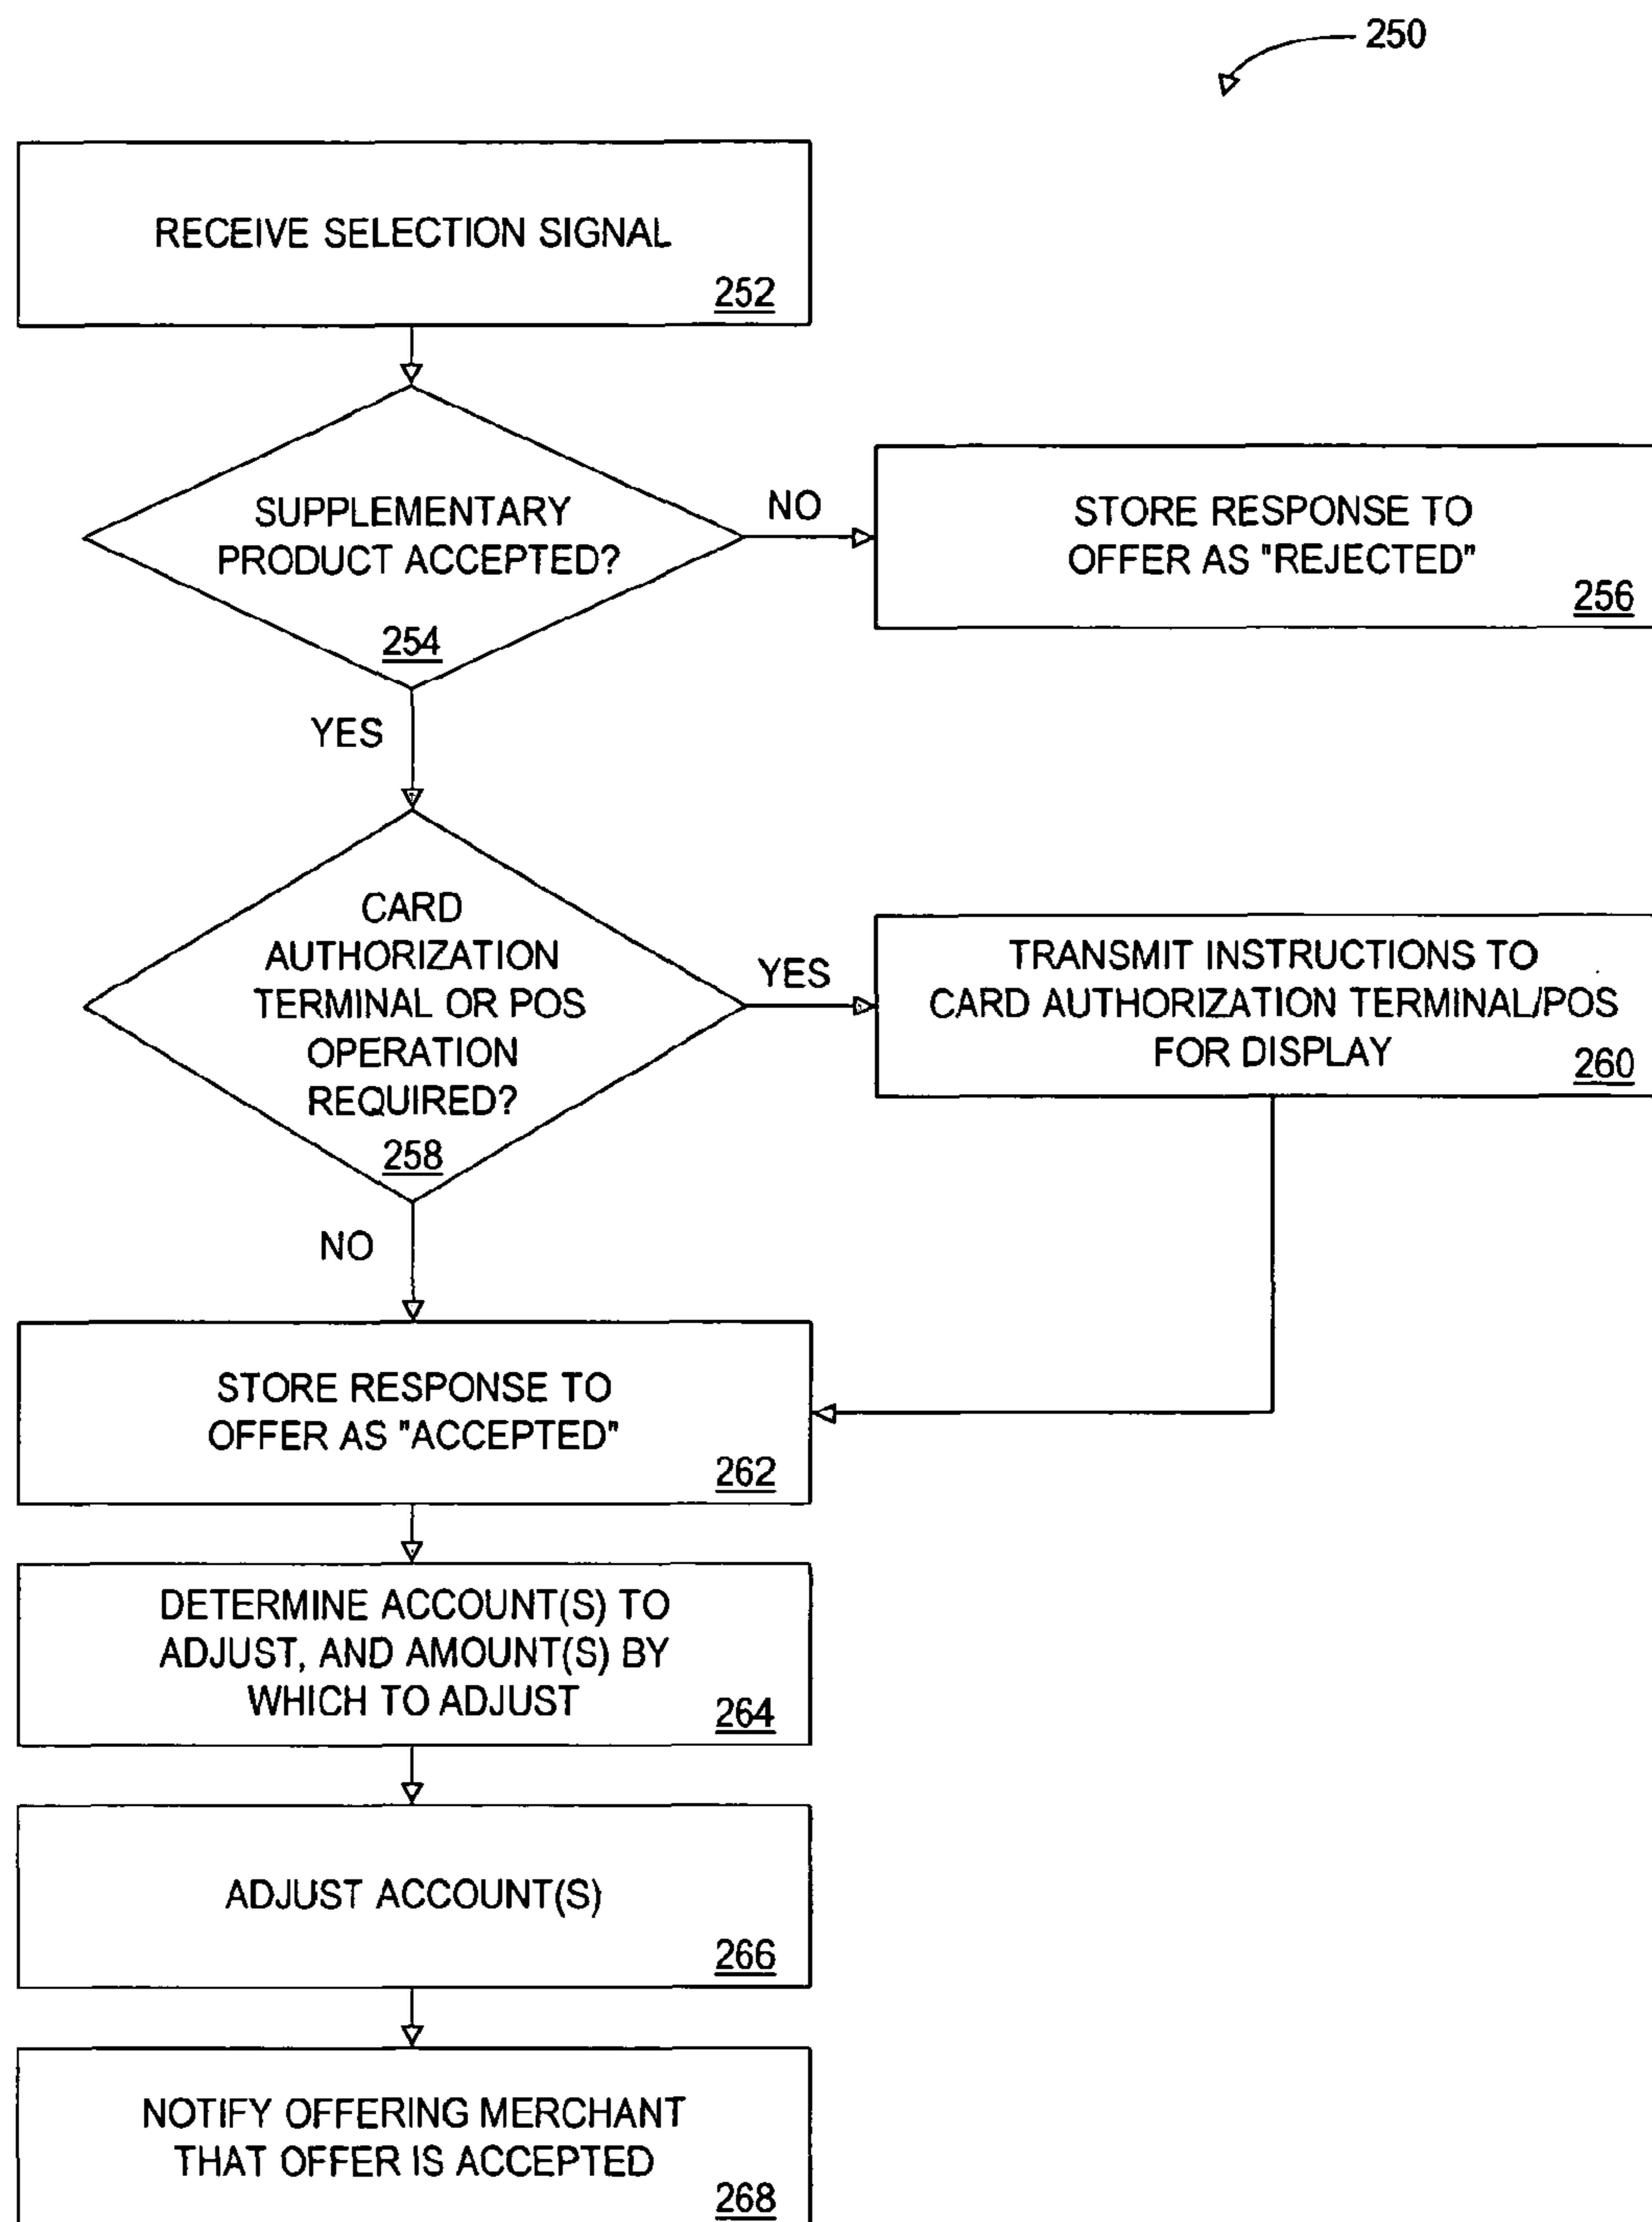 250
RECEIVE SELECTION SIGNAL
252
SUPPLEMENTARY
PRODUCT ACCEPTED?
254
NO
STORE RESPONSE TO
OFFER AS "REJECTED"
256
YES
CARD
AUTHORIZATION
TERMINAL OR POS
OPERATION
REQUIRED?
258
YES
TRANSMIT INSTRUCTIONS TO
CARD AUTHORIZATION TERMINAL/POS
FOR DISPLAY
260
NO
STORE RESPONSE TO
OFFER AS "ACCEPTED"
262
DETERMINE ACCOUNT(S) TO
ADJUST, AND AMOUNT(S) BY
WHICH TO ADJUST
264
ADJUST ACCOUNT(S)
266
NOTIFY OFFERING MERCHANT
THAT OFFER IS ACCEPTED
268